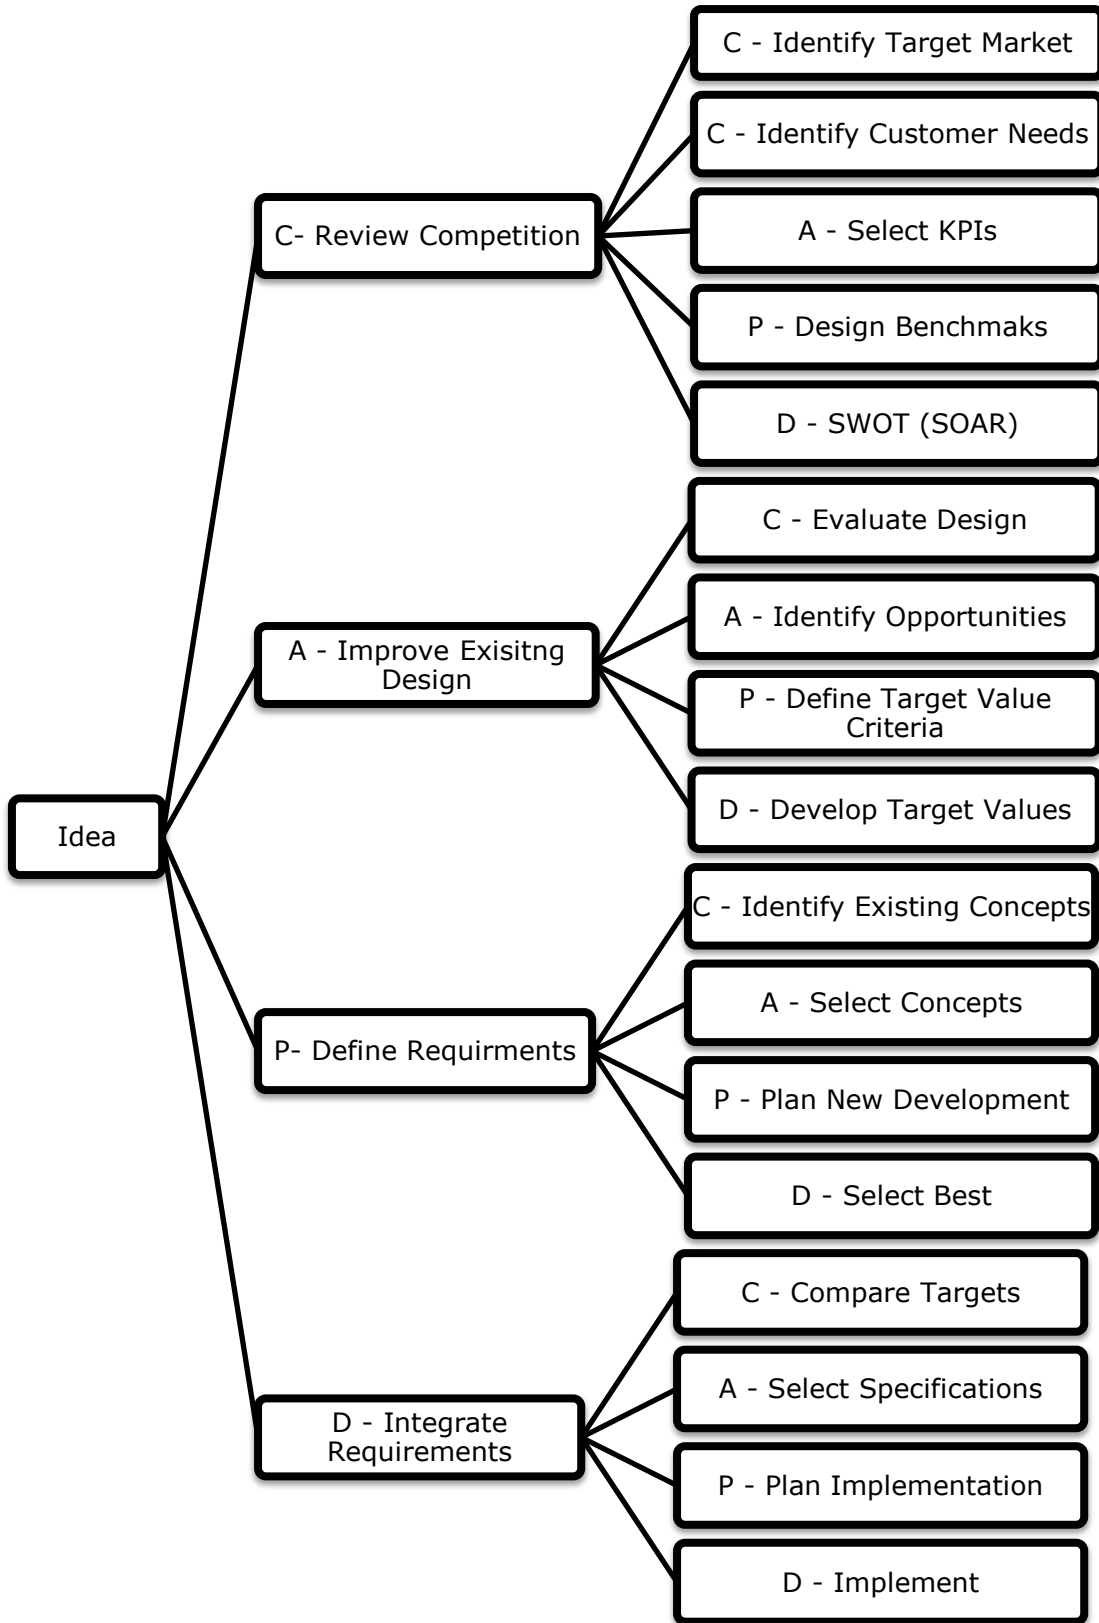 C - Identify Target Market
C - Identify Customer Needs
C- Review Competition
A - Select KPIs
P - Design Benchmaks
D - SWOT (SOAR)
C - Evaluate Design
A - Identify Opportunities
A - Improve Exisitng
Design
P - Define Target Value
Criteria
D - Develop Target Values
Idea
C - Identify Existing Concepts
A - Select Concepts
P- Define Requirments
P - Plan New Development
D - Select Best
C - Compare Targets
A - Select Specifications
D - Integrate
Requirements
P - Plan Implementation
D - Implement